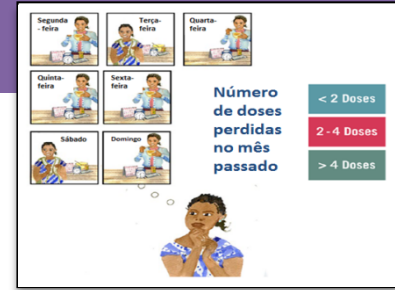 Segunda
- feira
Terça-
feira
Quarta-
feira
Quinta-
feira
Sexta-
feira
Sábado
Domingo
Número
de doses
perdidas
no mês
passado
< 2 Doses
2-4 Doses
> 4 Doses